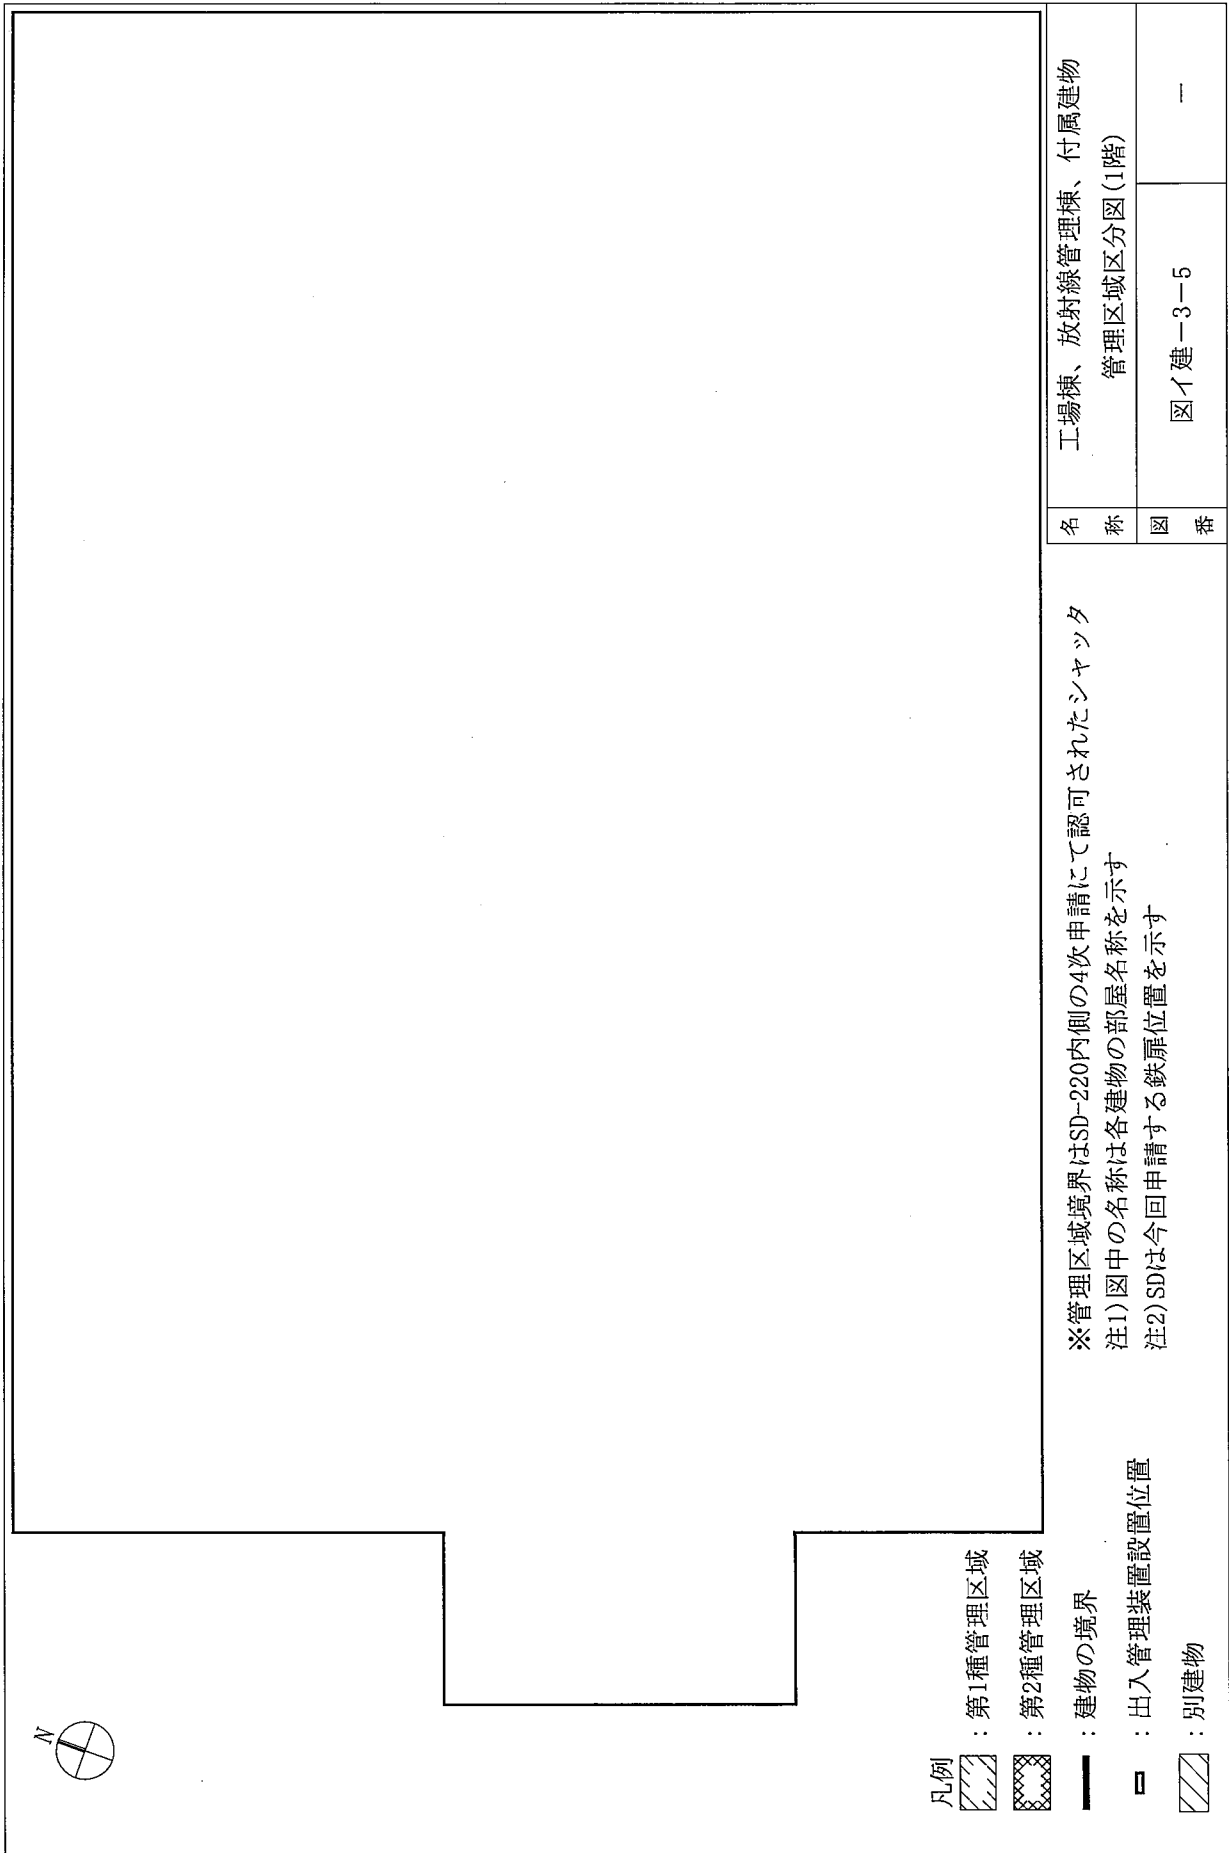 N
凡例
：第1種管理区域
：第2種管理区域
：建物の境界
：出入管理装置設置位置
：別建物
※管理区域境界はSD-220内側の4次申請にて認可されたシャッタ
注1)図中の名称は各建物の部屋名称を示す
注2)SDは今回申請する鉄扉位置を示す
名称
工場棟、放射線管理棟、付属建物
管理区域区分図(1階)
図番
図イ建－3－5
－